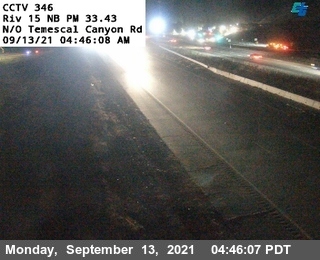 CCTV 346
Riv 15 NB PM 33.43
N/O Temescal Canyon Rd
09/13/21 04:46:08 AM
Monday, September 13, 2021 04:46:07 PDT